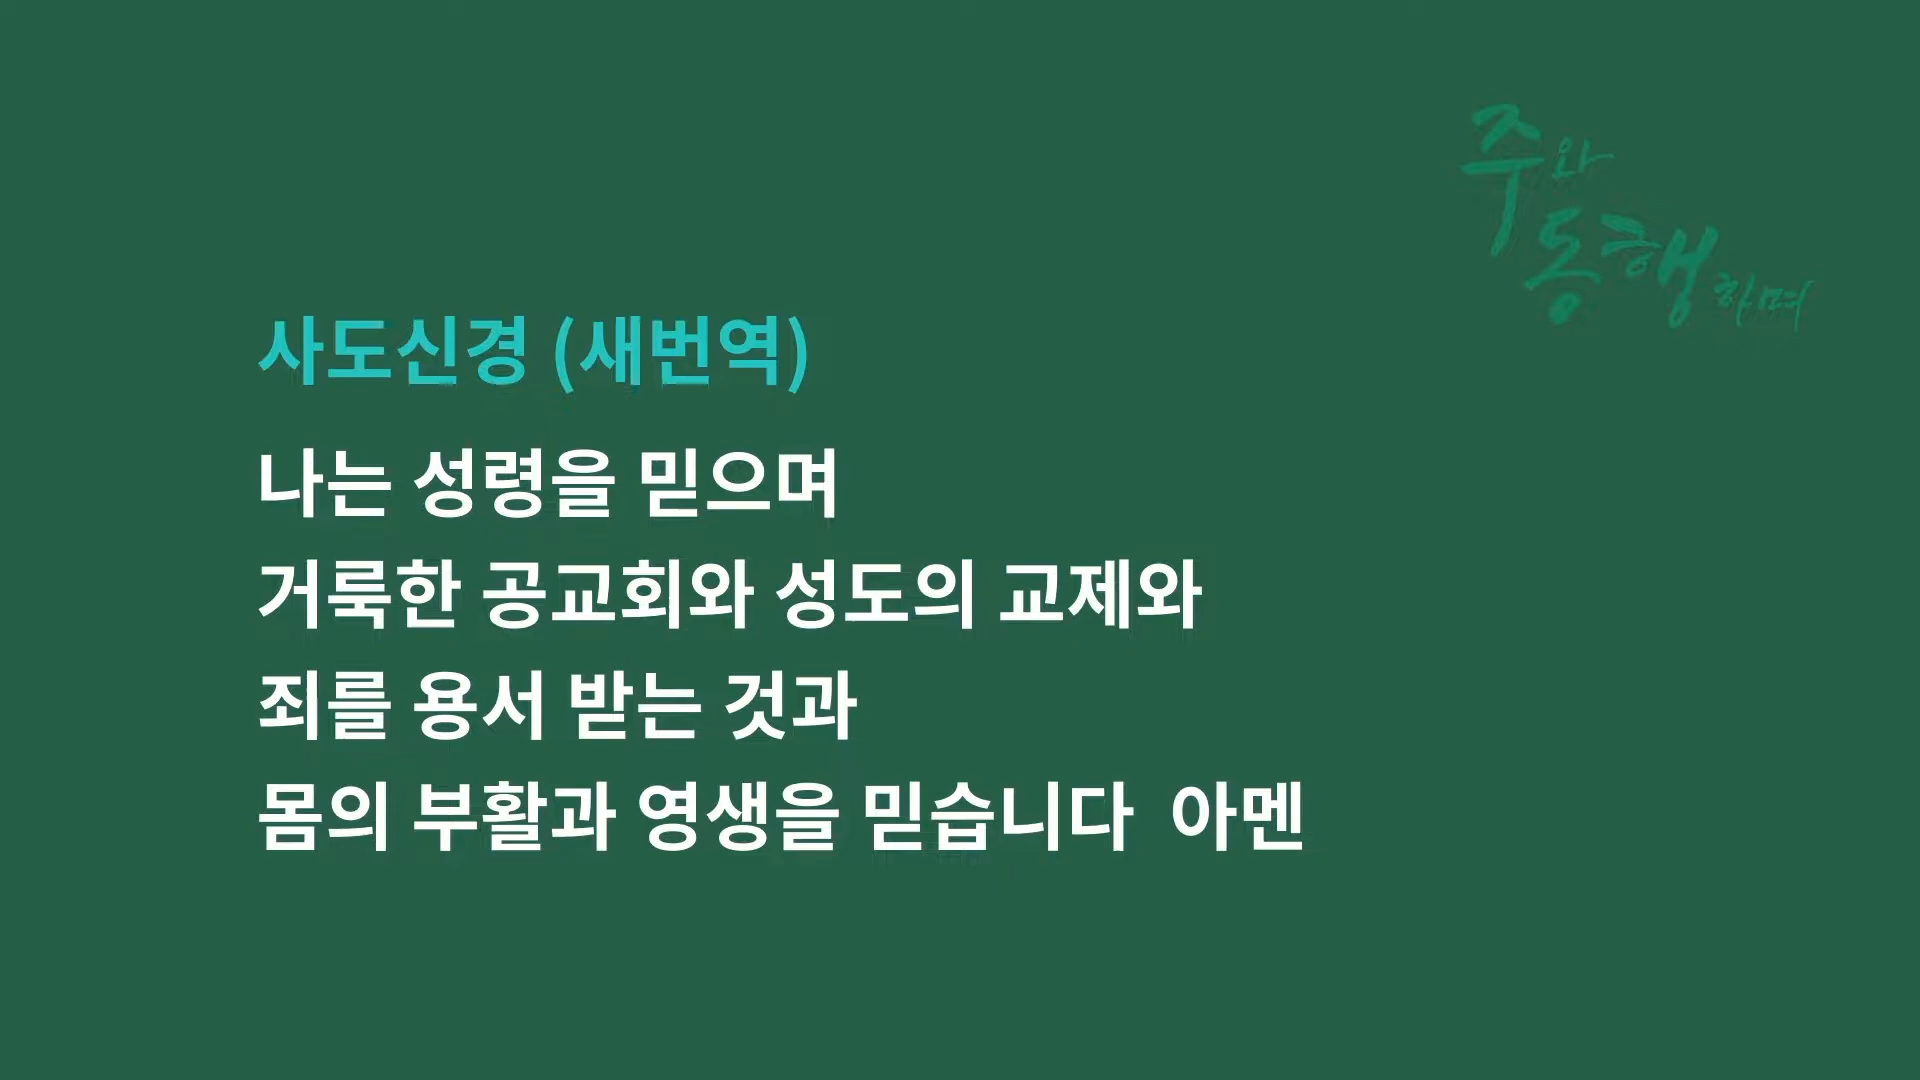 주와
동행하며
사도신경 (새번역)
나는 성령을 믿으며
거룩한 공교회와 성도의 교제와
죄를 용서 받는 것과
몸의 부활과 영생을 믿습니다 아멘